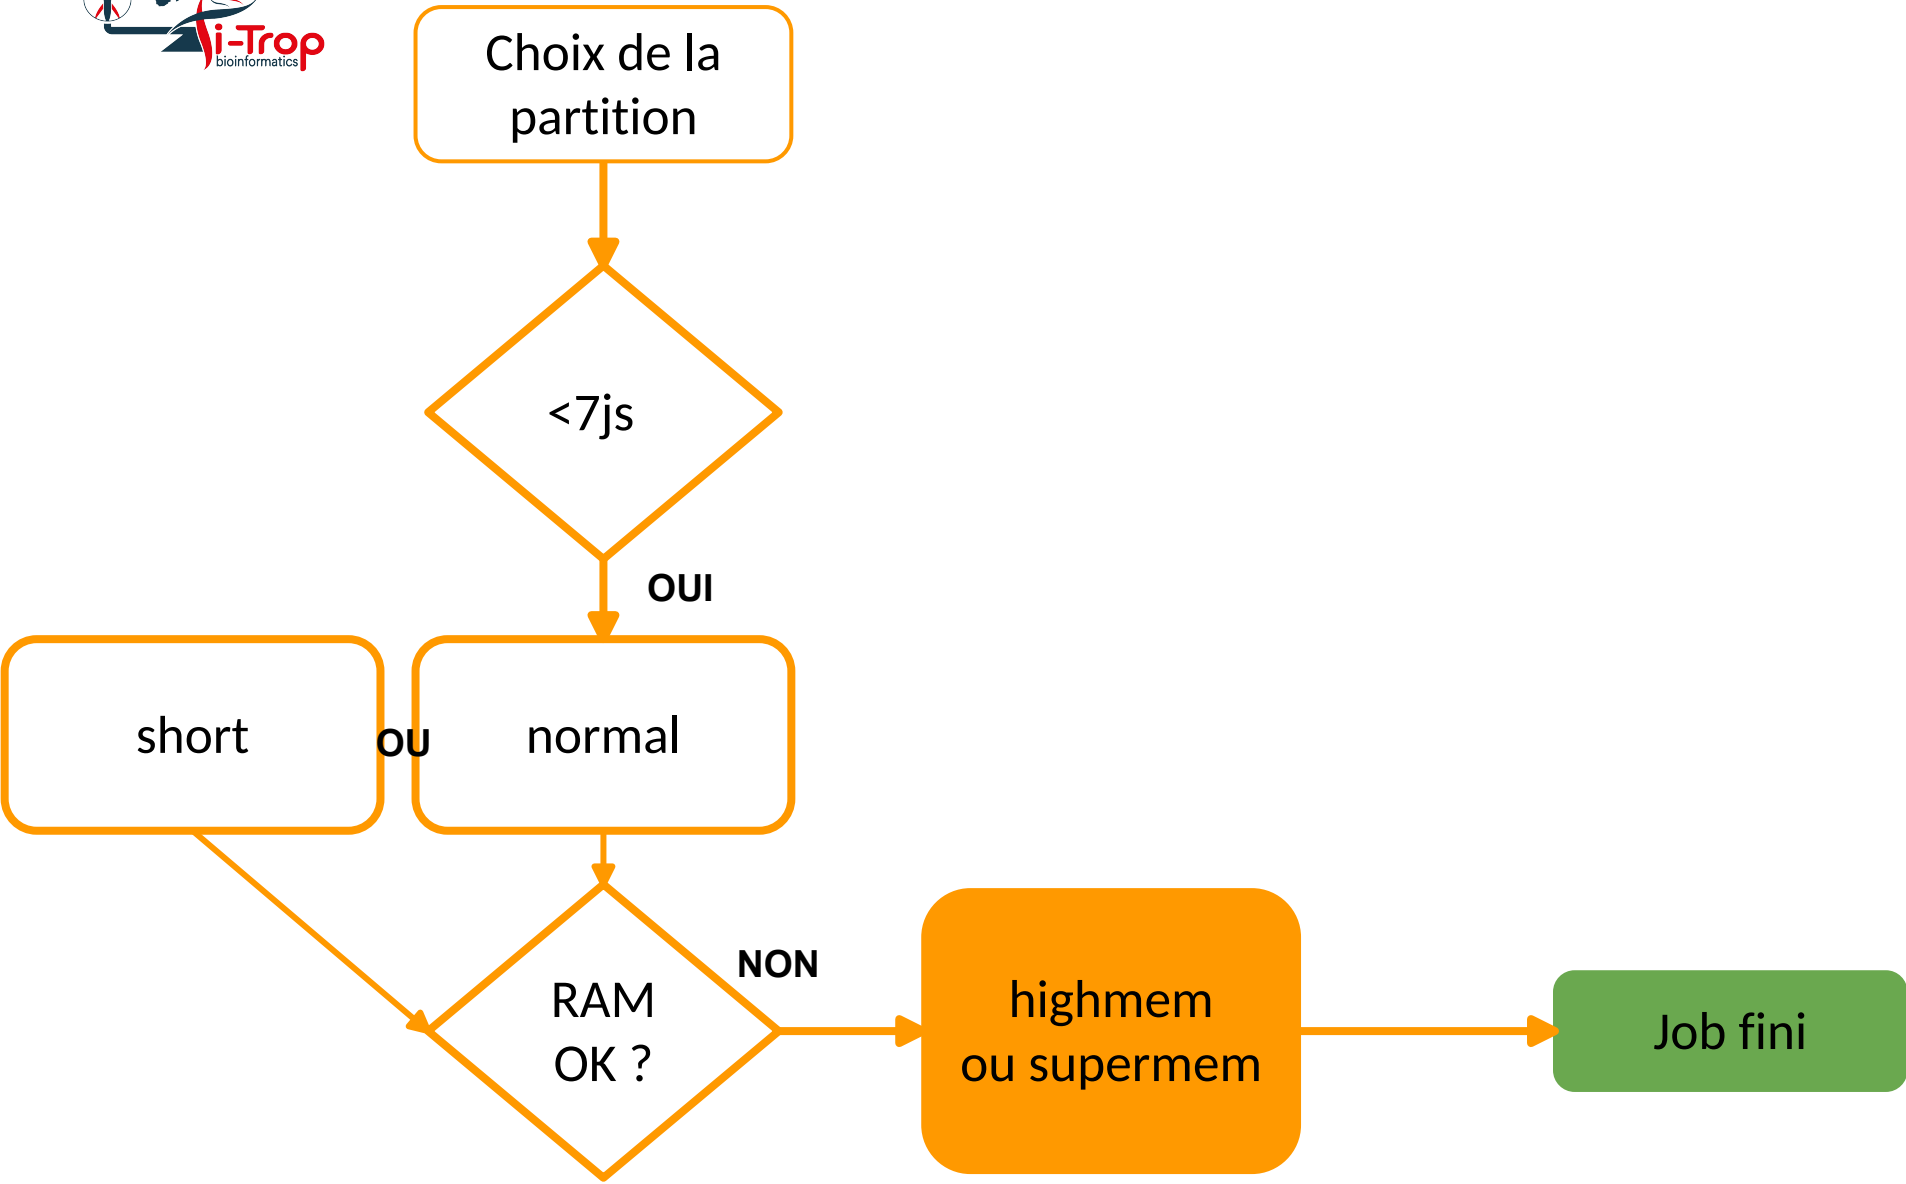 i-Trop
bioinformatics
Choix de la
partition
<7js
OUI
short
OU
normal
RAM
OK ?
NON
highmem
ou supermem
Job fini